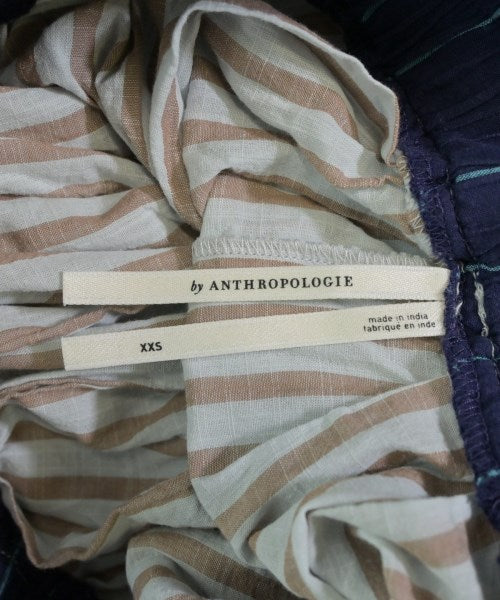 by ANTHROPOLOGIE
XXS
made in india
fabriqué en inde